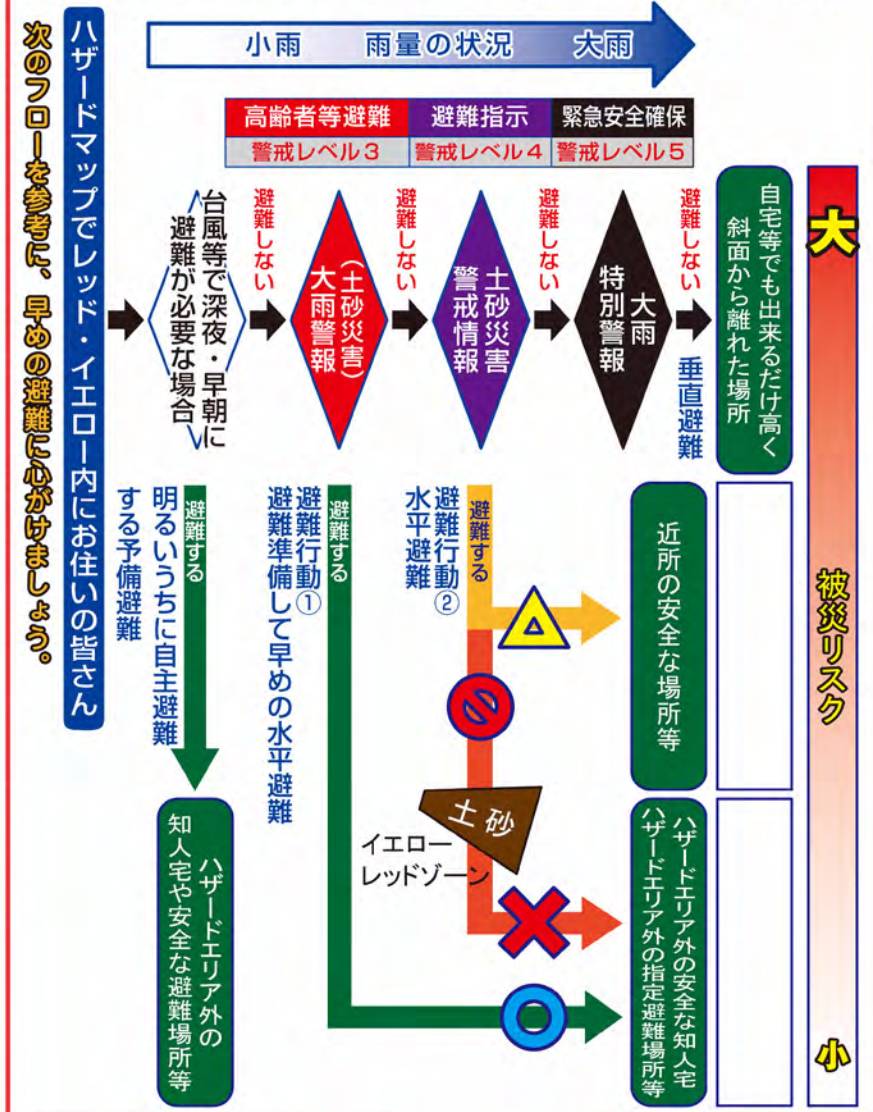 次のフローを参考に、早めの避難に心がけましょう。
ハザードマップでレッド・イエロー内にお住いの皆さん
小雨 雨量の状況 大雨
高齢者等避難 避難指示 緊急安全確保
警戒レベル3 警戒レベル4 警戒レベル5
台風等で深夜・早朝に
避難が必要な場合
避難しない
(土砂災害)
大雨警報
避難しない
土砂災害
警戒情報
避難しない
大雨
特別警報
避難しない
垂直避難
自宅等でも出来るだけ高く
斜面から離れた場所
避難する
明るいうちに自主避難
する予備避難
ハザードエリア外の
知人宅や安全な避難場所等
避難する
避難行動①
避難準備して早めの水平避難
避難する
避難行動②
水平避難
近所の安全な場所等
土砂
イエロー
レッドゾーン
ハザードエリア外の安全な知人宅
ハザードエリア外の指定避難場所等
大
被災リスク
小